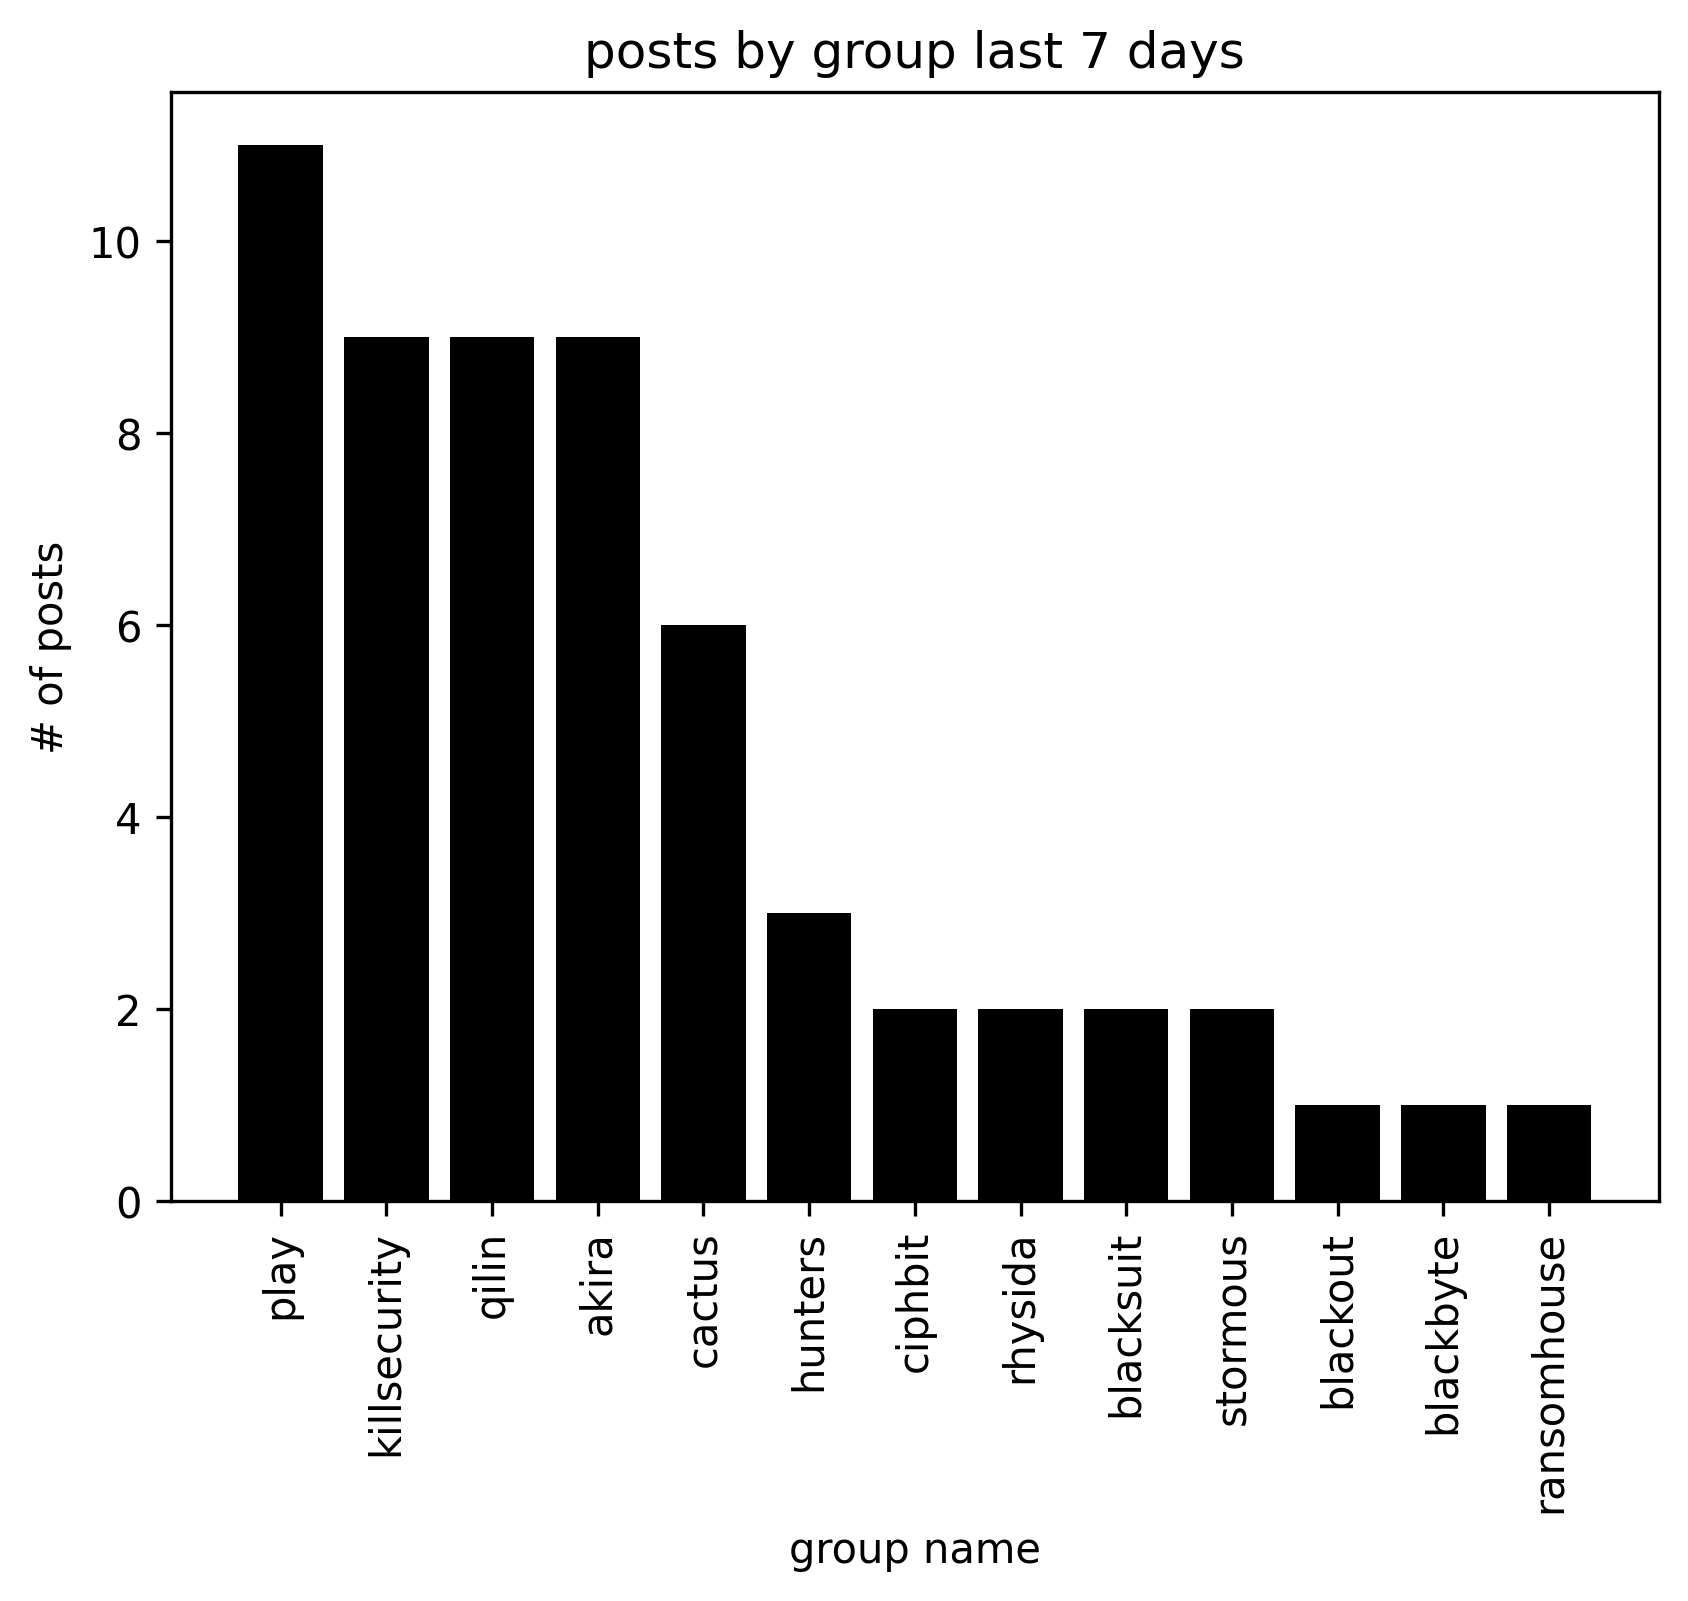 posts by group last 7 days
# of posts
10
8
6
4
2
0
play
killsecurity
qilin
akira
cactus
hunters
ciphbit
rhysida
blacksuit
stormous
blackout
blackbyte
ransomhouse
group name